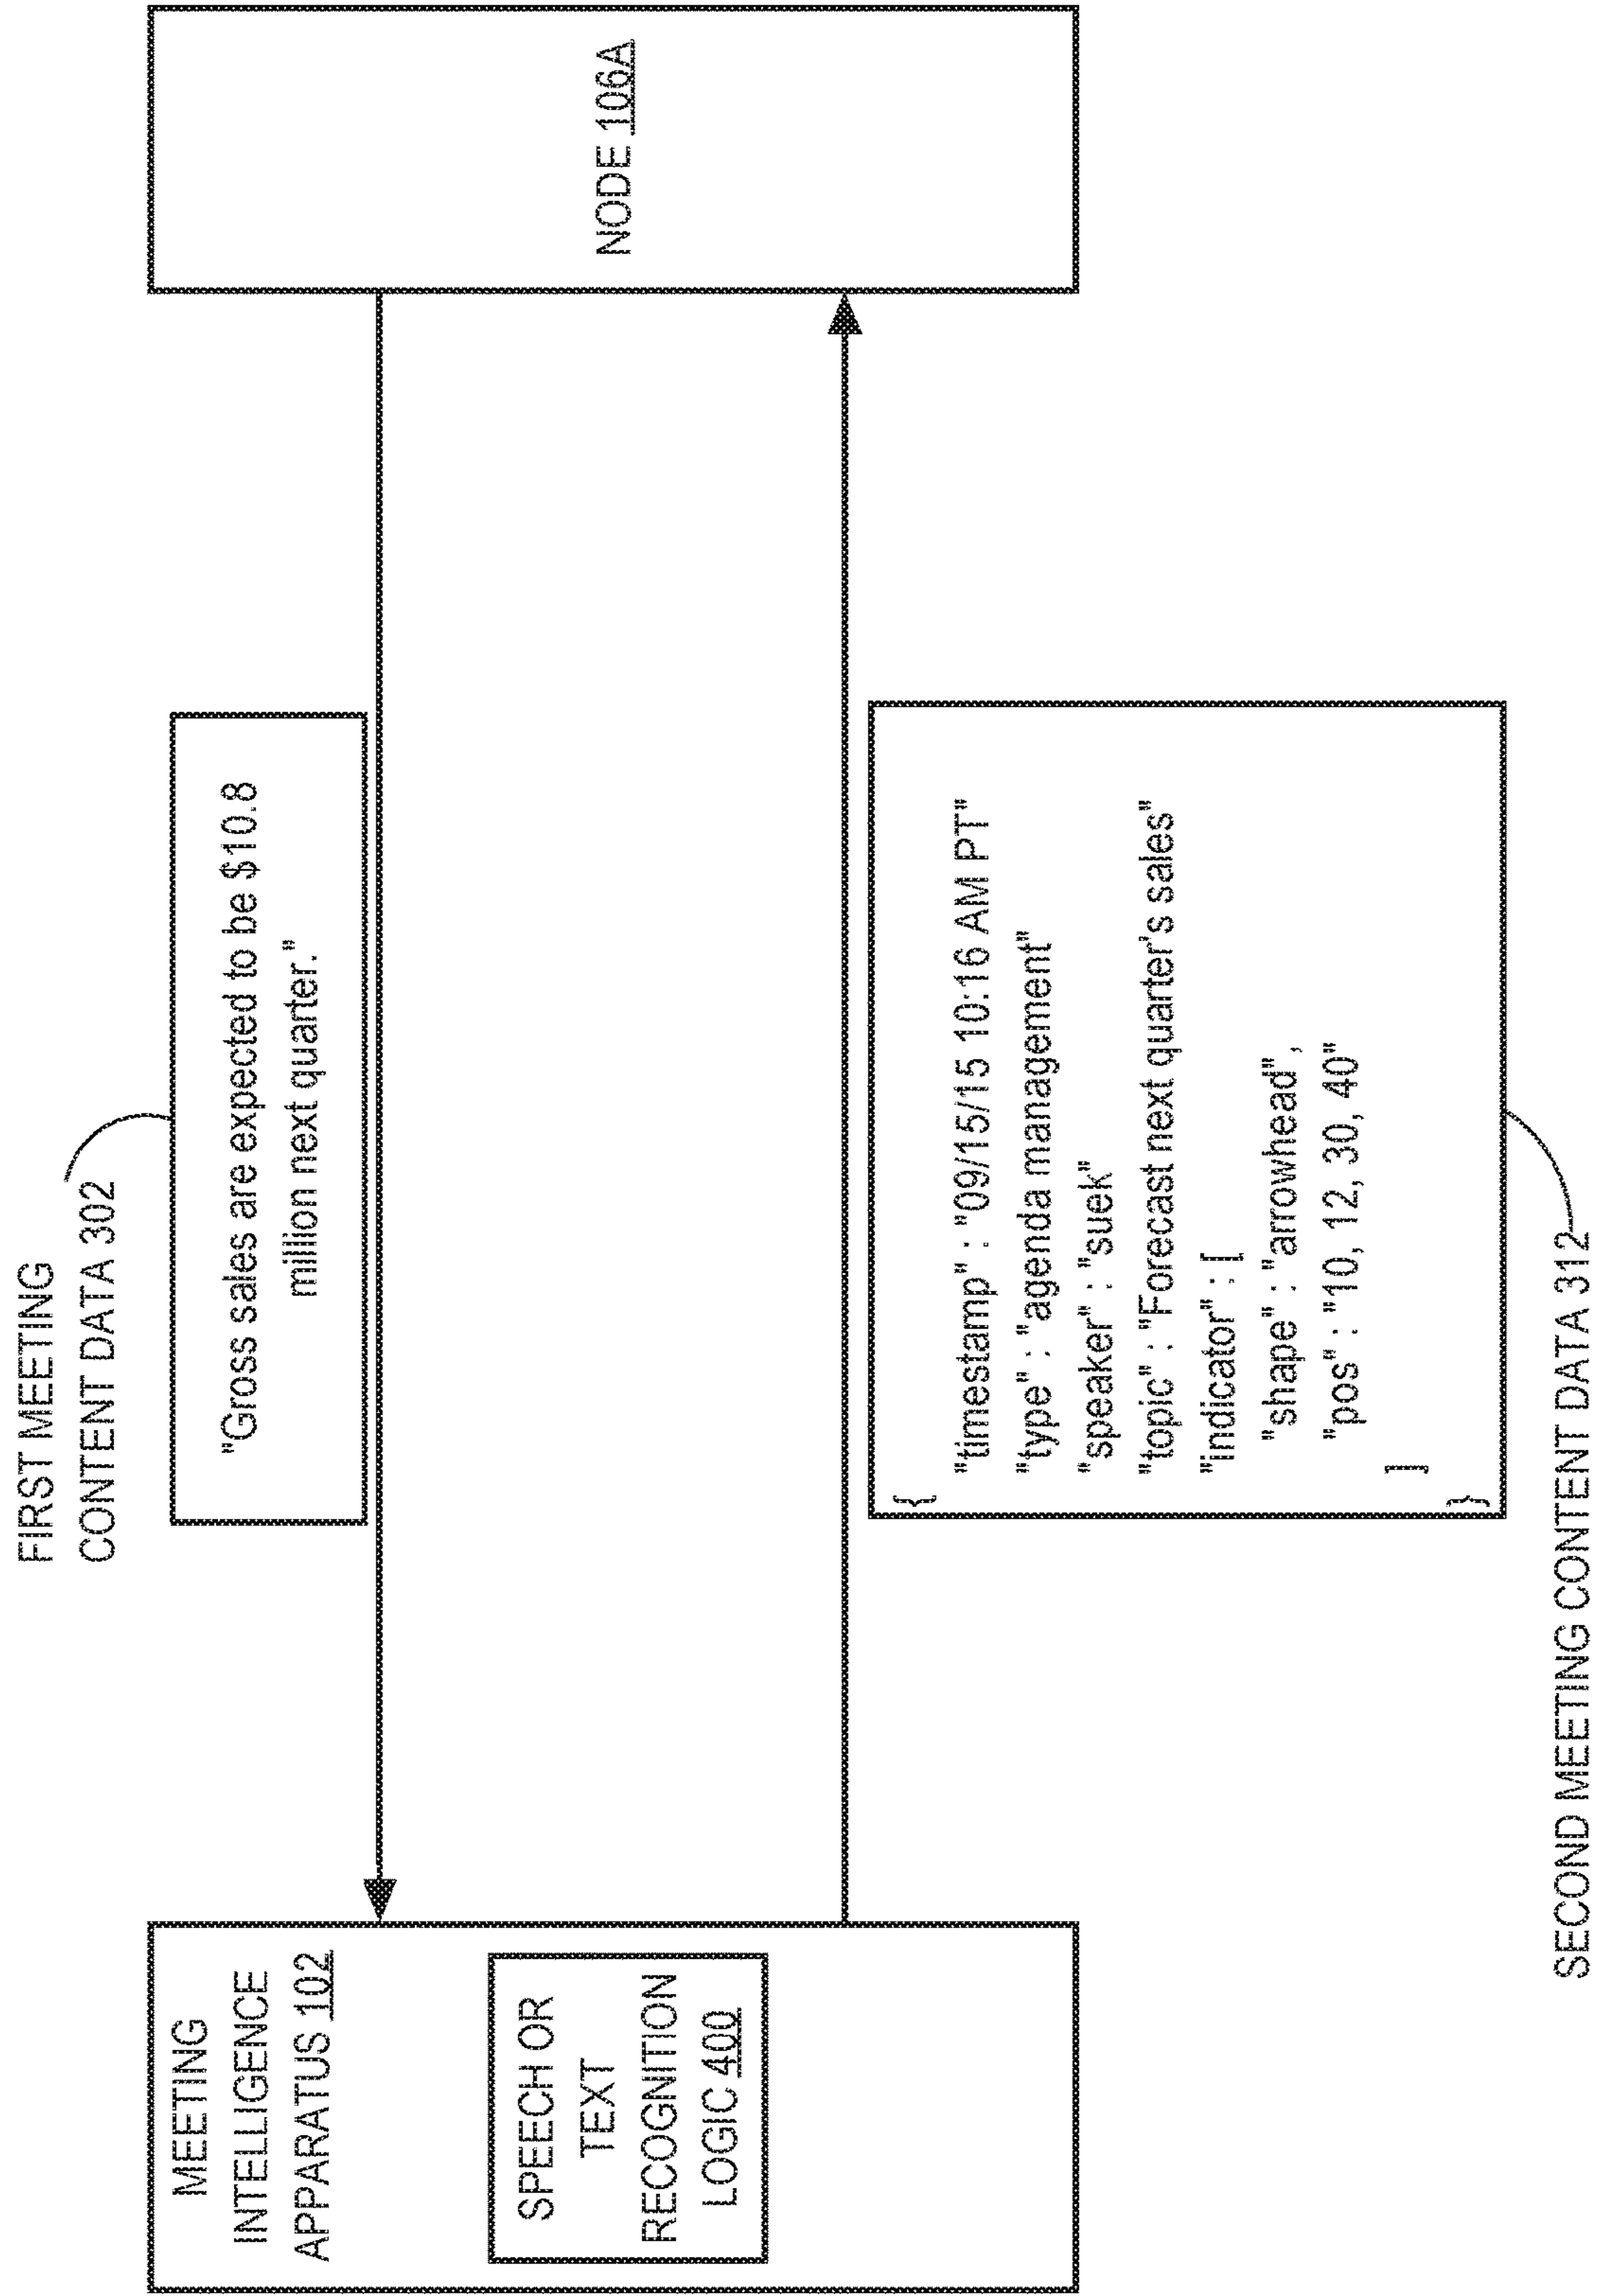 FIRST MEETING
CONTENT DATA 302
"Gross sales are expected to be $10.8
million next quarter."
MEETING
INTELLIGENCE
APPARATUS 102
SPEECH OR
TEXT
RECOGNITION
LOGIC 400
NODE 106A
{
"timestamp" : "09/15/15 10:16 AM PT"
"type" : "agenda management"
"speaker" : "suek"
"topic" : "Forecast next quarter's sales"
"indicator" : [
"shape" : "arrowhead",
"pos" : "10, 12, 30, 40"
]
}
SECOND MEETING CONTENT DATA 312